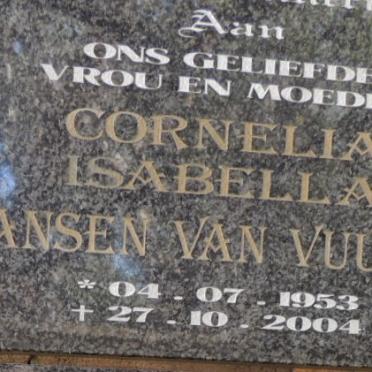 Aan
ONS GELIEFDE
VROU EN MOEDE
CORNELIA
ISABELLA
ANSEN VAN VUU
* 04 - 07 - 1953
+ 27 - 10 - 2004